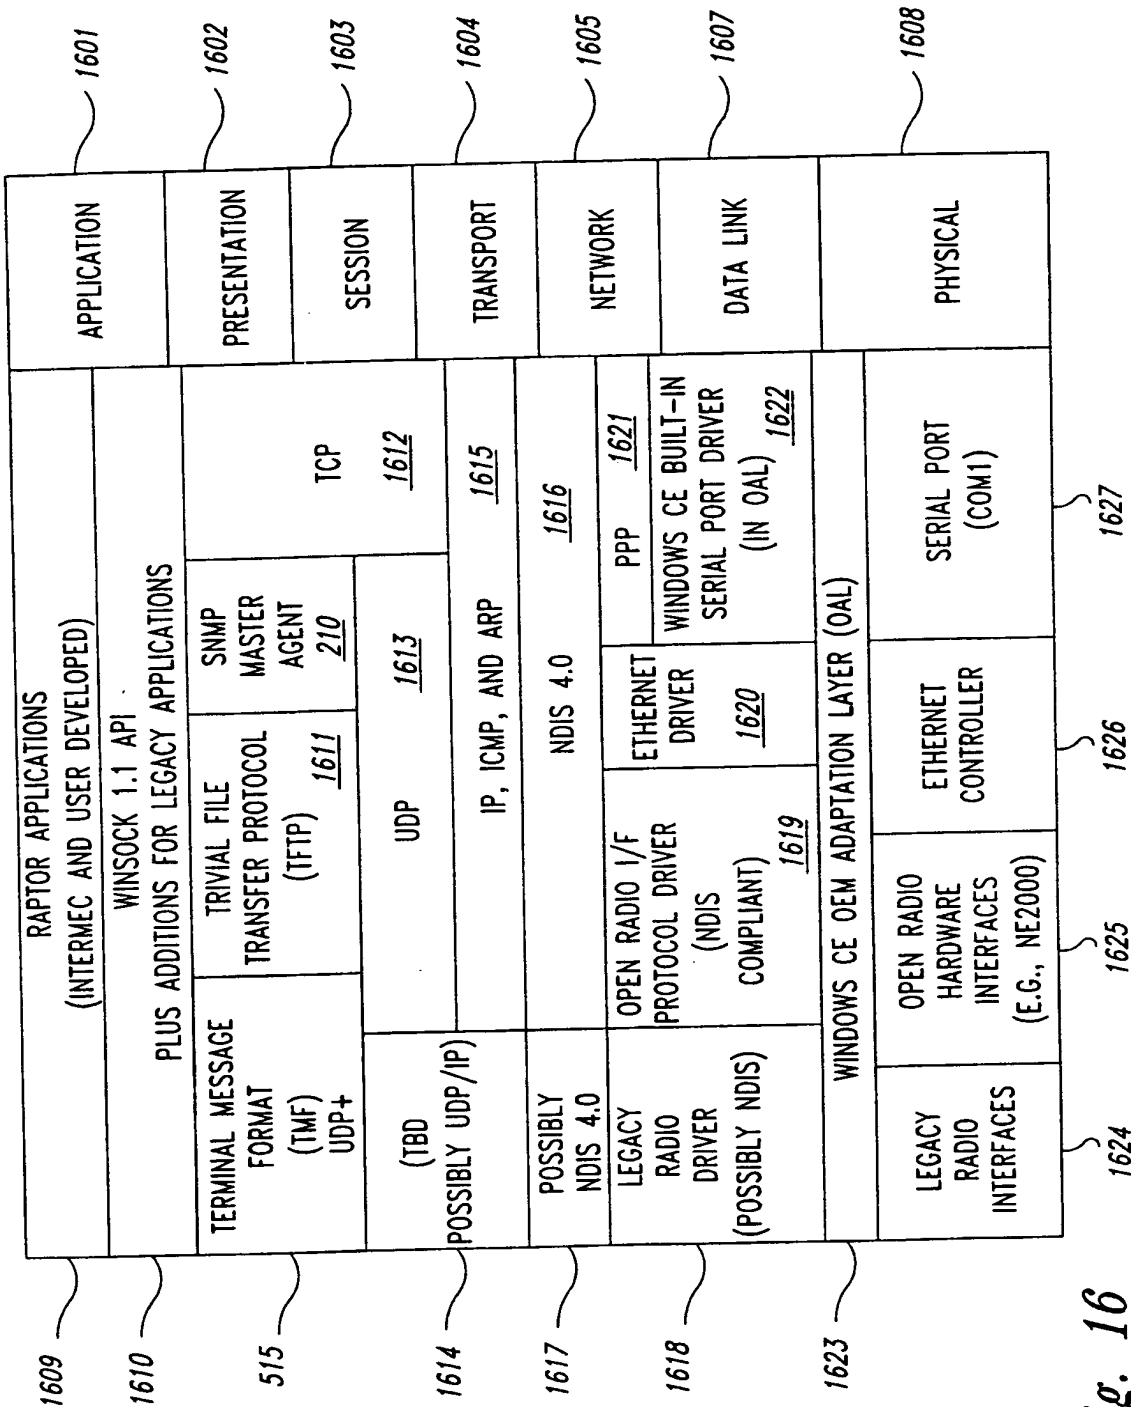 1609
RAPTOR APPLICATIONS
(INTERMEC AND USER DEVELOPED)
APPLICATION
1601
1610
WINSOCK 1.1 API
PLUS ADDITIONS FOR LEGACY APPLICATIONS
PRESENTATION
1602
515
TERMINAL MESSAGE
FORMAT
(TMF)
UDP+
TRIVIAL FILE
TRANSFER PROTOCOL
(TFTP)
1611
SNMP
MASTER
AGENT
210
TCP
1612
SESSION
1603
1614
(TBD
POSSIBLY UDP/IP)
UDP
1613
TRANSPORT
1604
IP, ICMP, AND ARP
1615
1617
POSSIBLY
NDIS 4.0
NDIS 4.0
1616
NETWORK
1605
1618
LEGACY
RADIO
DRIVER
(POSSIBLY NDIS)
OPEN RADIO I/F
PROTOCOL DRIVER
(NDIS
COMPLIANT)
1619
ETHERNET
DRIVER
1620
PPP
1621
WINDOWS CE BUILT-IN
SERIAL PORT DRIVER
(IN OAL)
1622
DATA LINK
1607
1623
WINDOWS CE OEM ADAPTATION LAYER (OAL)
LEGACY
RADIO
INTERFACES
OPEN RADIO
HARDWARE
INTERFACES
(E.G., NE2000)
ETHERNET
CONTROLLER
SERIAL PORT
(COM1)
PHYSICAL
1608
1624
1625
1626
1627
16